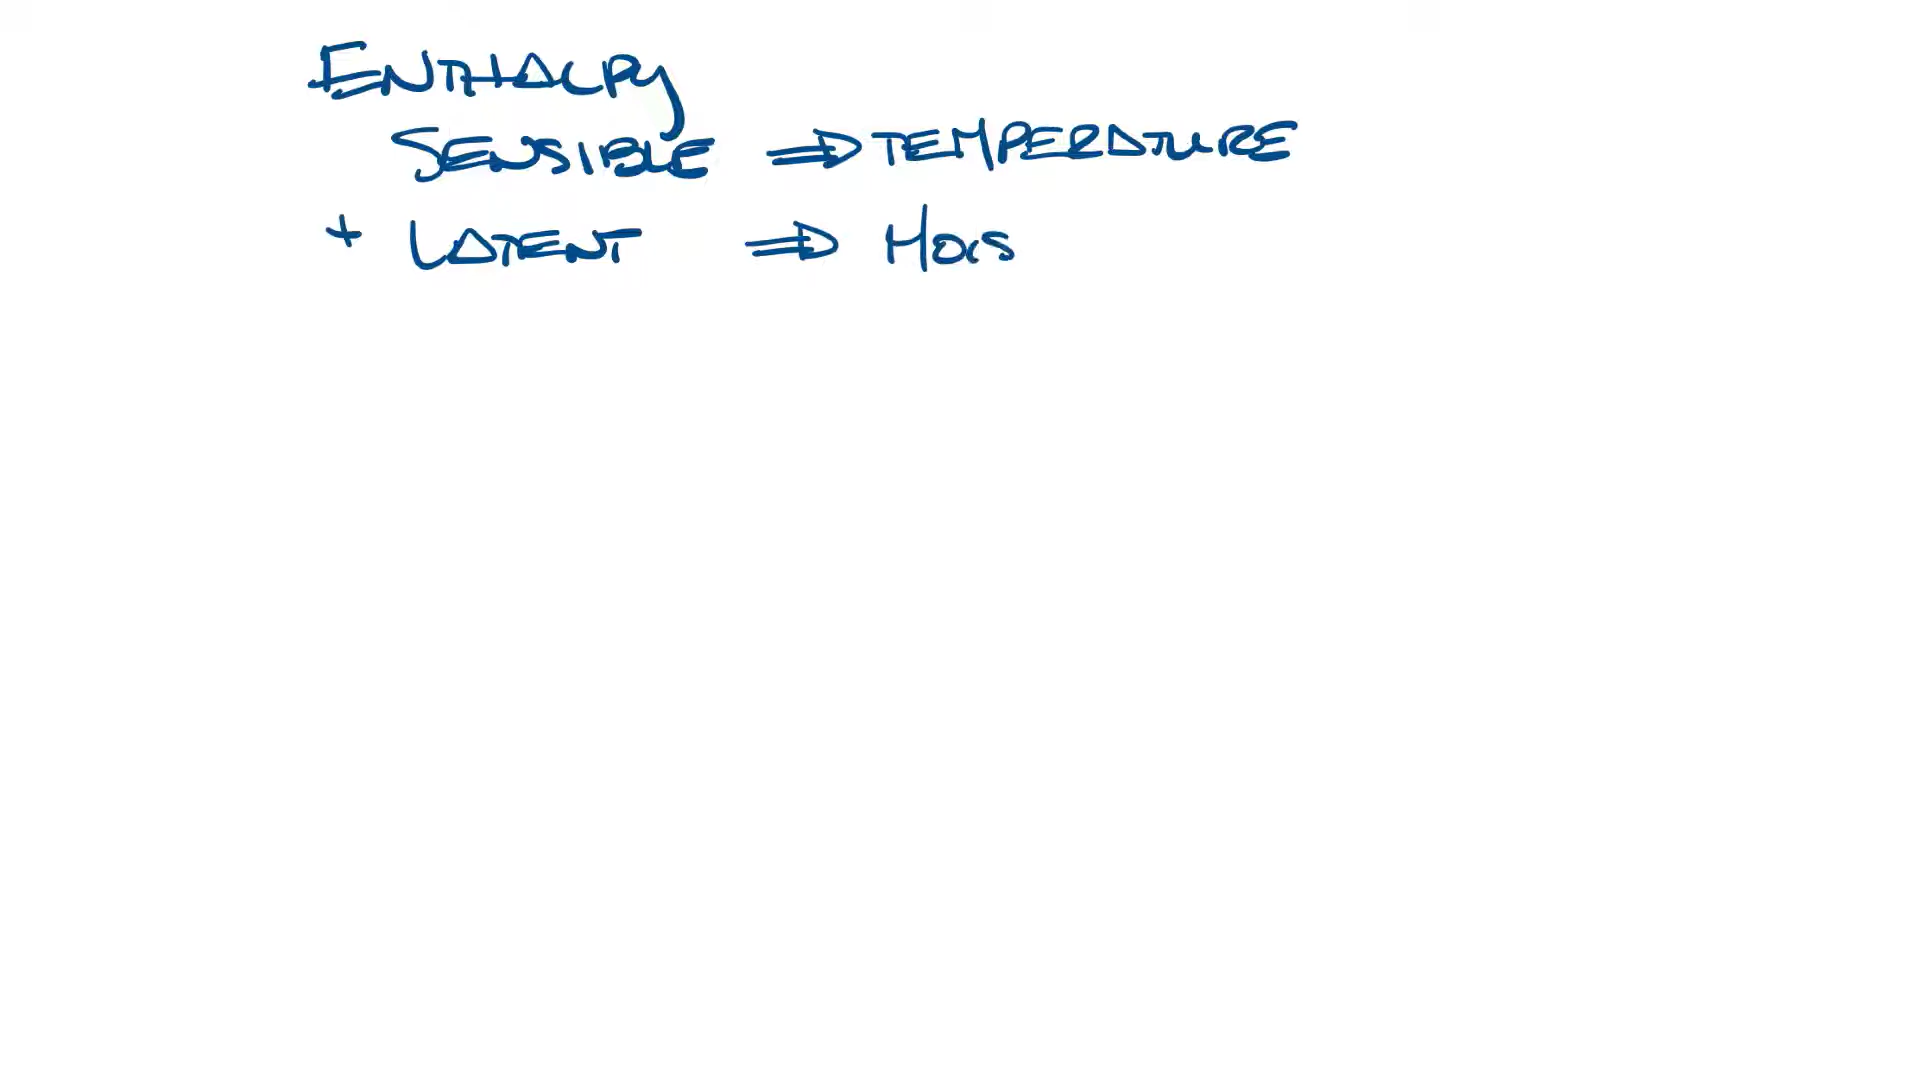 ENTHALPY
SENSIBLE ⇒ TEMPERATURE
+ LATENT ⇒ MOIS